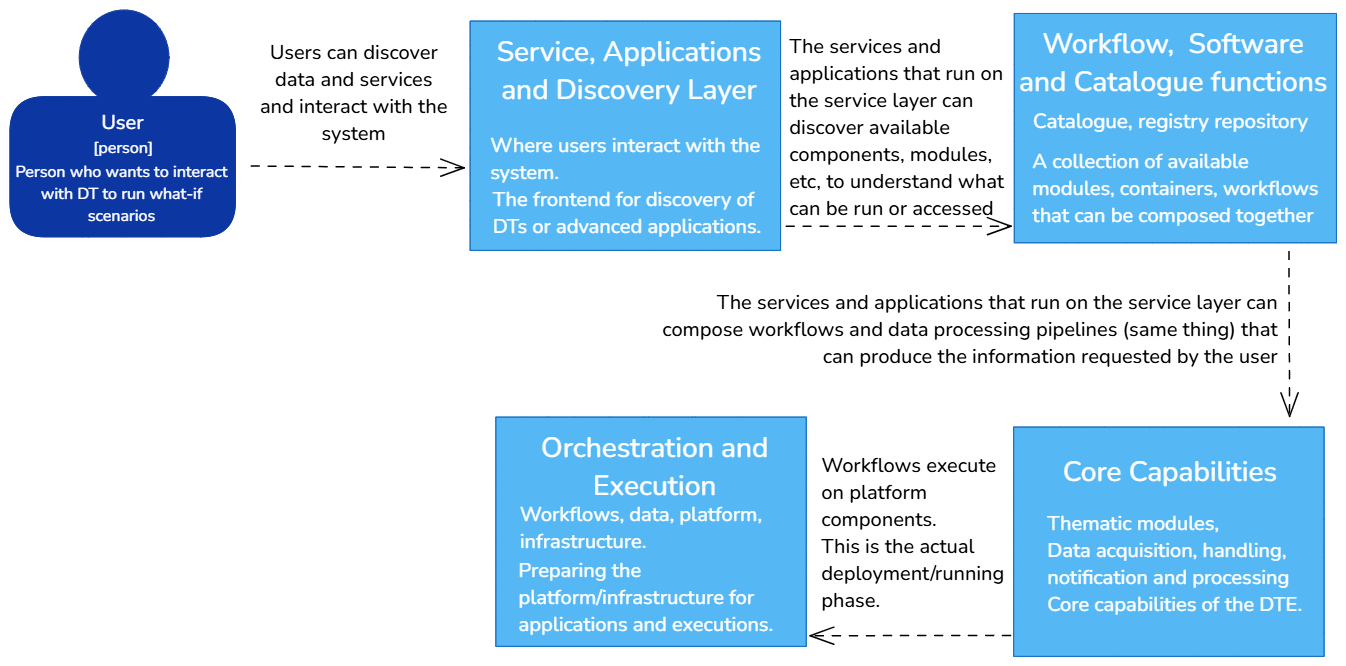 User
[person]
Person who wants to interact
with DT to run what-if
scenarios
Users can discover
data and services
and interact with the
system
Service, Applications
and Discovery Layer
Where users interact with the
system.
The frontend for discovery of
DTs or advanced applications.
The services and
applications that run on
the service layer can
discover available
components, modules,
etc, to understand what
can be run or accessed
Workflow, Software
and Catalogue functions
Catalogue, registry repository
A collection of available
modules, containers, workflows
that can be composed together
The services and applications that run on the service layer can
compose workflows and data processing pipelines (same thing) that
can produce the information requested by the user
Core Capabilities
Thematic modules,
Data acquisition, handling,
notification and processing
Core capabilities of the DTE.
Workflows execute
on platform
components.
This is the actual
deployment/running
phase.
Orchestration and
Execution
Workflows, data, platform,
infrastructure.
Preparing the
platform/infrastructure for
applications and executions.